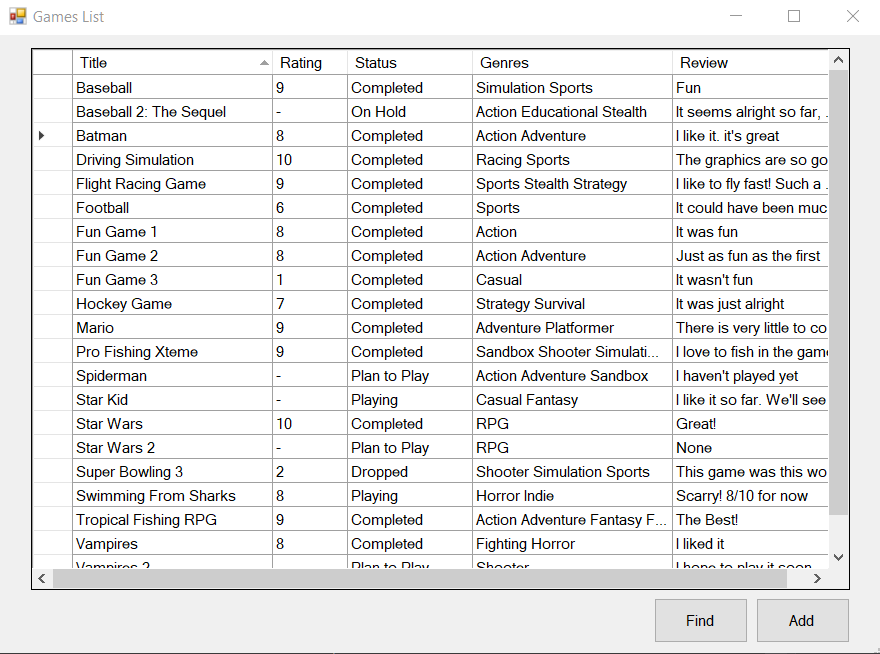 Games List
Title Rating Status Genres Review
Baseball 9 Completed Simulation Sports Fun
Baseball 2: The Sequel - On Hold Action Educational Stealth It seems alright so far, .
Batman 8 Completed Action Adventure I like it. it's great
Driving Simulation 10 Completed Racing Sports The graphics are so go
Flight Racing Game 9 Completed Sports Stealth Strategy I like to fly fast! Such a .
Football 6 Completed Sports It could have been muc
Fun Game 1 8 Completed Action It was fun
Fun Game 2 8 Completed Action Adventure Just as fun as the first
Fun Game 3 1 Completed Casual It wasn't fun
Hockey Game 7 Completed Strategy Survival It was just alright
Mario 9 Completed Adventure Platformer There is very little to co
Pro Fishing Xteme 9 Completed Sandbox Shooter Simulati... I love to fish in the game
Spiderman - Plan to Play Action Adventure Sandbox I haven't played yet
Star Kid - Playing Casual Fantasy I like it so far. We'll see
Star Wars 10 Completed RPG Great!
Star Wars 2 - Plan to Play RPG None
Super Bowling 3 2 Dropped Shooter Simulation Sports This game was this wo
Swimming From Sharks 8 Playing Horror Indie Scarry! 8/10 for now
Tropical Fishing RPG 9 Completed Action Adventure Fantasy F... The Best!
Vampires 8 Completed Fighting Horror I liked it
Vampires 2 Plan to Play Shooter I hope to play it soon
Find Add